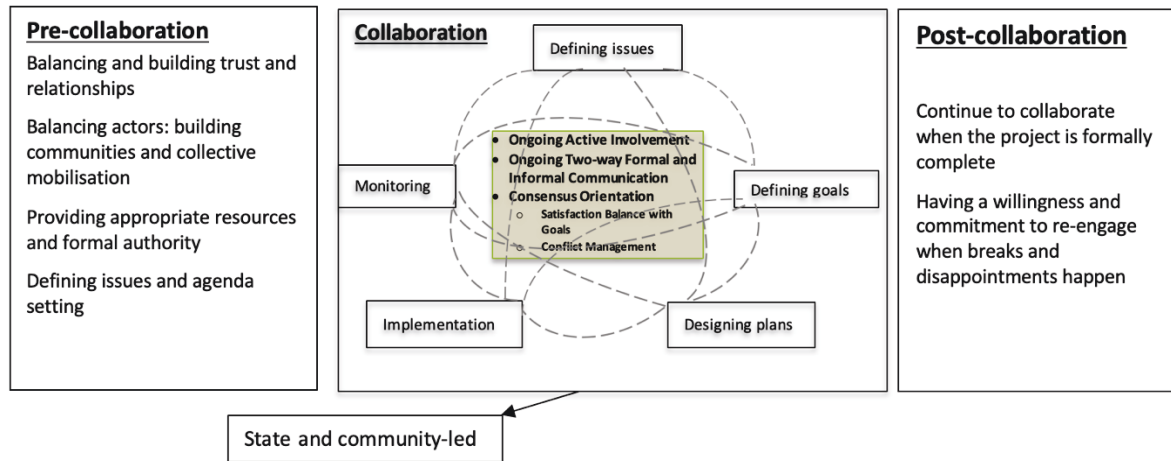 Pre-collaboration
Balancing and building trust and
relationships
Balancing actors: building
communities and collective
mobilisation
Providing appropriate resources
and formal authority
Defining issues and agenda
setting
Collaboration
Defining issues
• Ongoing Active Involvement
• Ongoing Two-way Formal and
Informal Communication
• Consensus Orientation
○ Satisfaction Balance with
Goals
○ Conflict Management
Monitoring
Defining goals
Implementation
Designing plans
Post-collaboration
Continue to collaborate
when the project is formally
complete
Having a willingness and
commitment to re-engage
when breaks and
disappointments happen
State and community-led